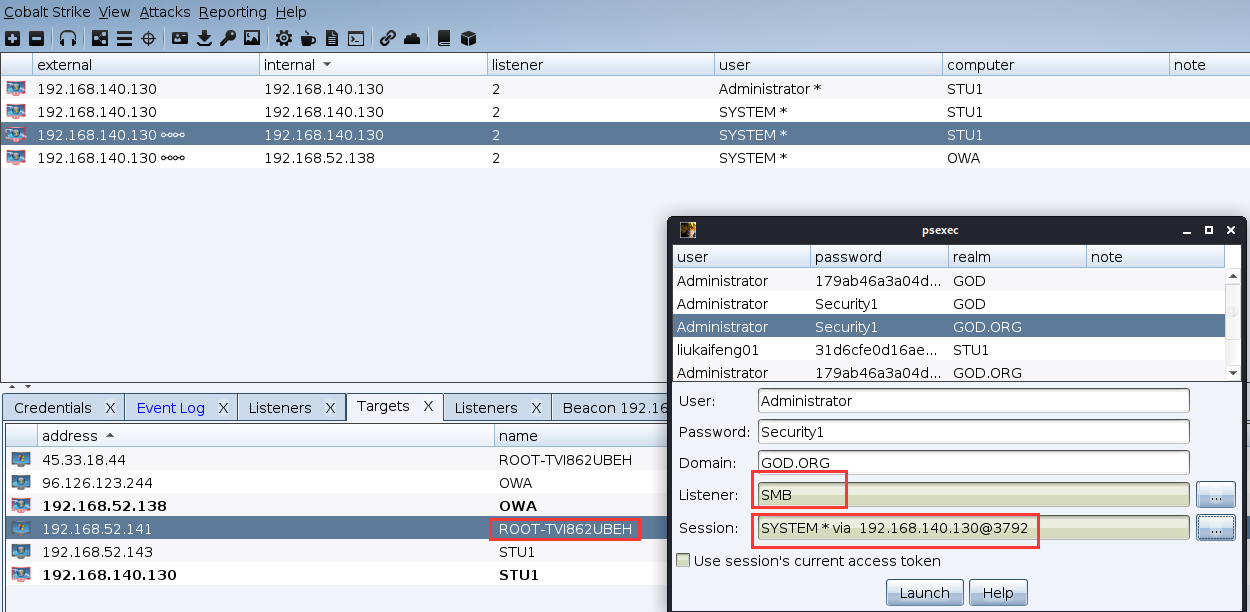 Cobalt Strike View Attacks Reporting Help
external internal listener user computer note
192.168.140.130 192.168.140.130 2 Administrator * STU1
192.168.140.130 192.168.140.130 2 SYSTEM * STU1
192.168.140.130 192.168.140.130 2 SYSTEM * STU1
192.168.140.130 192.168.52.138 2 SYSTEM * OWA
psexec
user password realm note
Administrator 179ab46a3a04d... GOD
Administrator Security1 GOD
Administrator Security1 GOD.ORG
liukaifeng01 31d6cfe0d16ae... STU1
Administrator 179ab46a3a04d... GOD.ORG
User: Administrator
Password: Security1
Domain: GOD.ORG
Listener: SMB ...
Session: SYSTEM * via 192.168.140.130@3792 ...
Use session's current access token
Launch Help
Credentials X Event Log X Listeners X Targets X Listeners X Beacon 192.16
address name
45.33.18.44 ROOT-TVI862UBEH
96.126.123.244 OWA
192.168.52.138 OWA
192.168.52.141 ROOT-TVI862UBEH
192.168.52.143 STU1
192.168.140.130 STU1